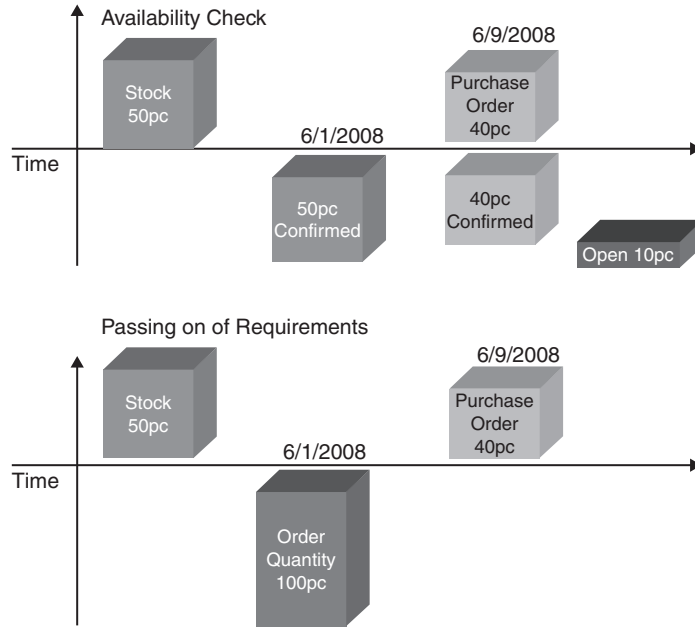 Availability Check
6/9/2008
Stock
50pc
Purchase
Order
40pc
6/1/2008
Time
50pc
Confirmed
40pc
Confirmed
Open 10pc
Passing on of Requirements
6/9/2008
Stock
50pc
Purchase
Order
40pc
6/1/2008
Time
Order
Quantity
100pc